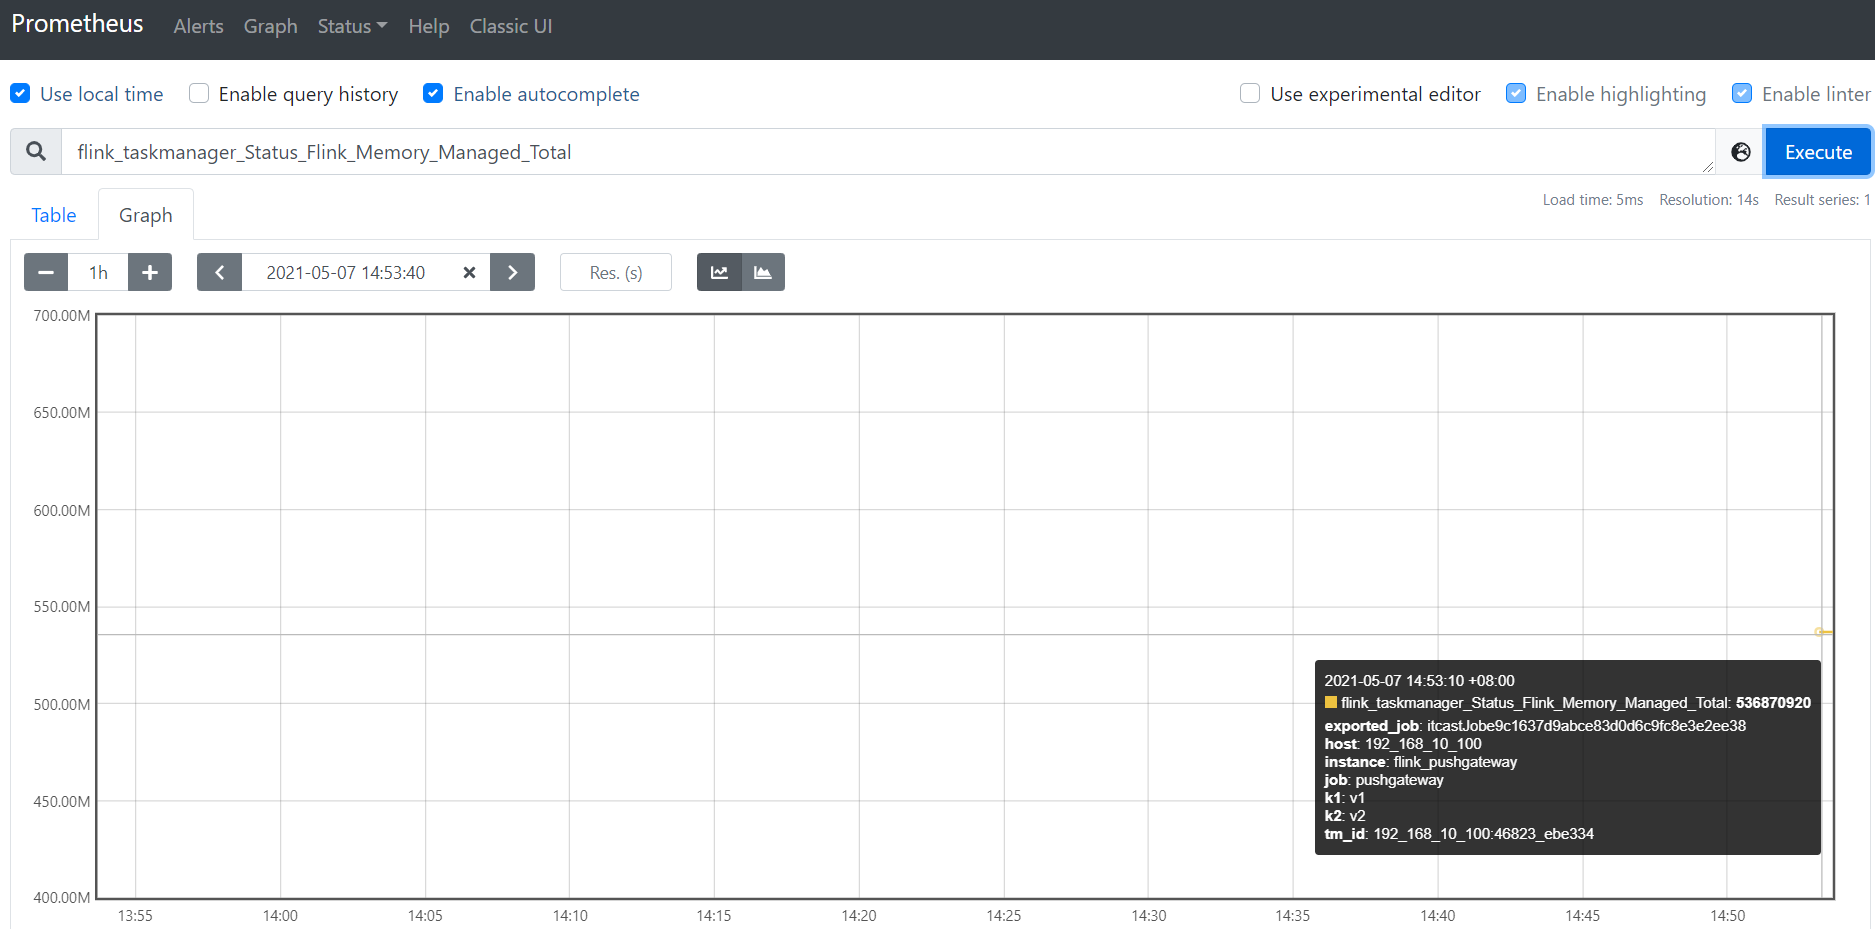 Prometheus Alerts Graph Status Help Classic UI
Use local time Enable query history Enable autocomplete Use experimental editor Enable highlighting Enable linter
flink_taskmanager_Status_Flink_Memory_Managed_Total Execute
Load time: 5ms Resolution: 14s Result series: 1
Table Graph
1h 2021-05-07 14:53:40 Res. (s)
700.00M
650.00M
600.00M
550.00M
500.00M
450.00M
400.00M
2021-05-07 14:53:10 +08:00
flink_taskmanager_Status_Flink_Memory_Managed_Total: 536870920
exported_job: itcastJobe9c1637d9abce83d0d6c9fc8e3e2ee38
host: 192_168_10_100
instance: flink_pushgateway
job: pushgateway
k1: v1
k2: v2
tm_id: 192_168_10_100:46823_ebe334
13:55 14:00 14:05 14:10 14:15 14:20 14:25 14:30 14:35 14:40 14:45 14:50